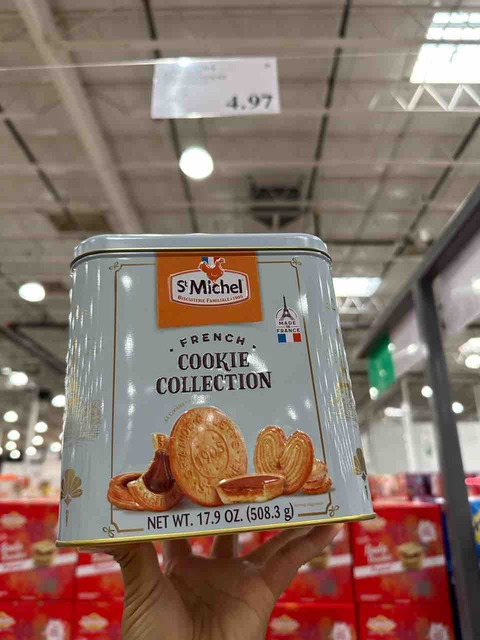 4.97
St Michel
BISCUITERIE FAMILIALE • 1905
MADE
IN
FRANCE
• FRENCH •
COOKIE
COLLECTION
1905
NET WT. 17.9 OZ. (508.3 g)